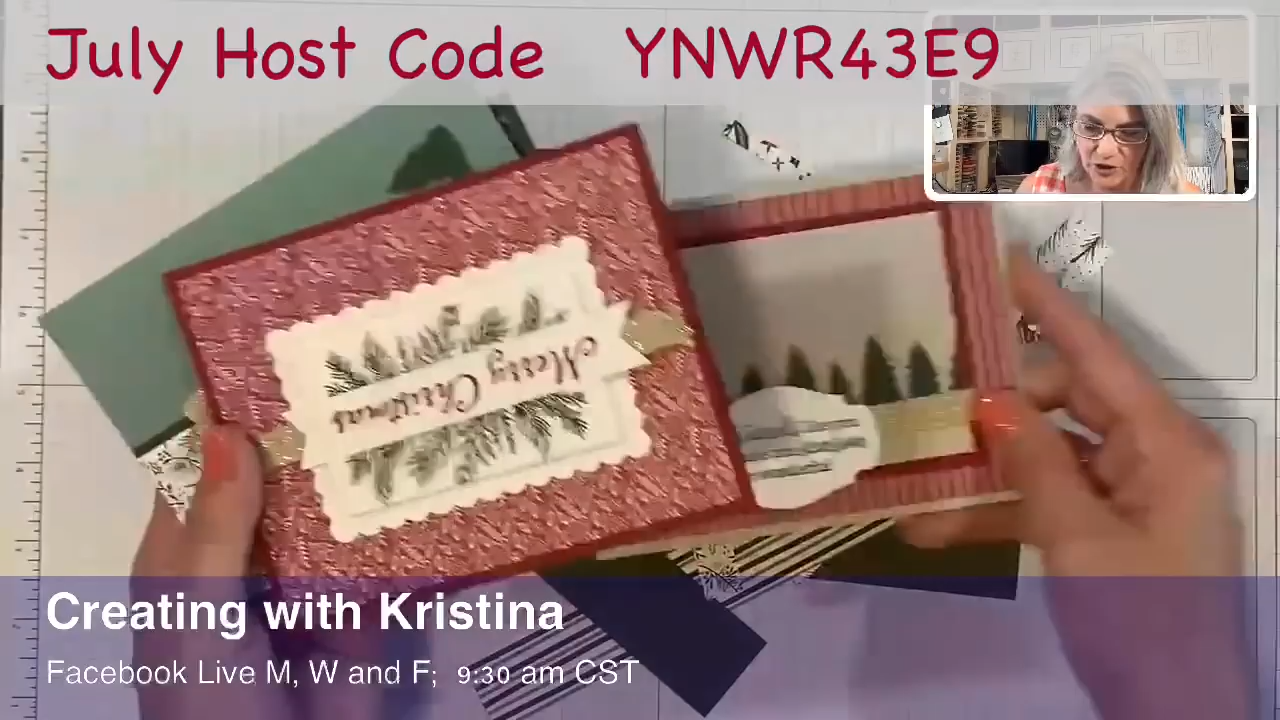 July Host Code YNWR43E9
Merry Christmas
Creating with Kristina
Facebook Live M, W and F; 9:30 am CST